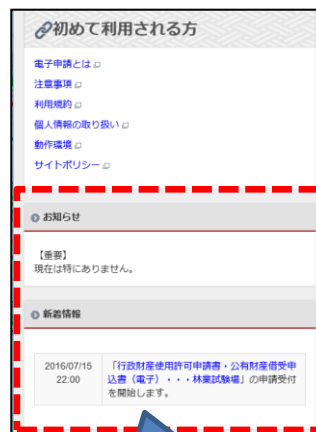 初めて利用される方
電子申請とは
注意事項
利用規約
個人情報の取り扱い
動作環境
サイトポリシー
お知らせ
【重要】
現在は特にありません。
新着情報
2016/07/15
22:00
「行政財産使用許可申請書・公有財産借受申
込書（電子）・・・林業試験場」の申請受付
を開始します。